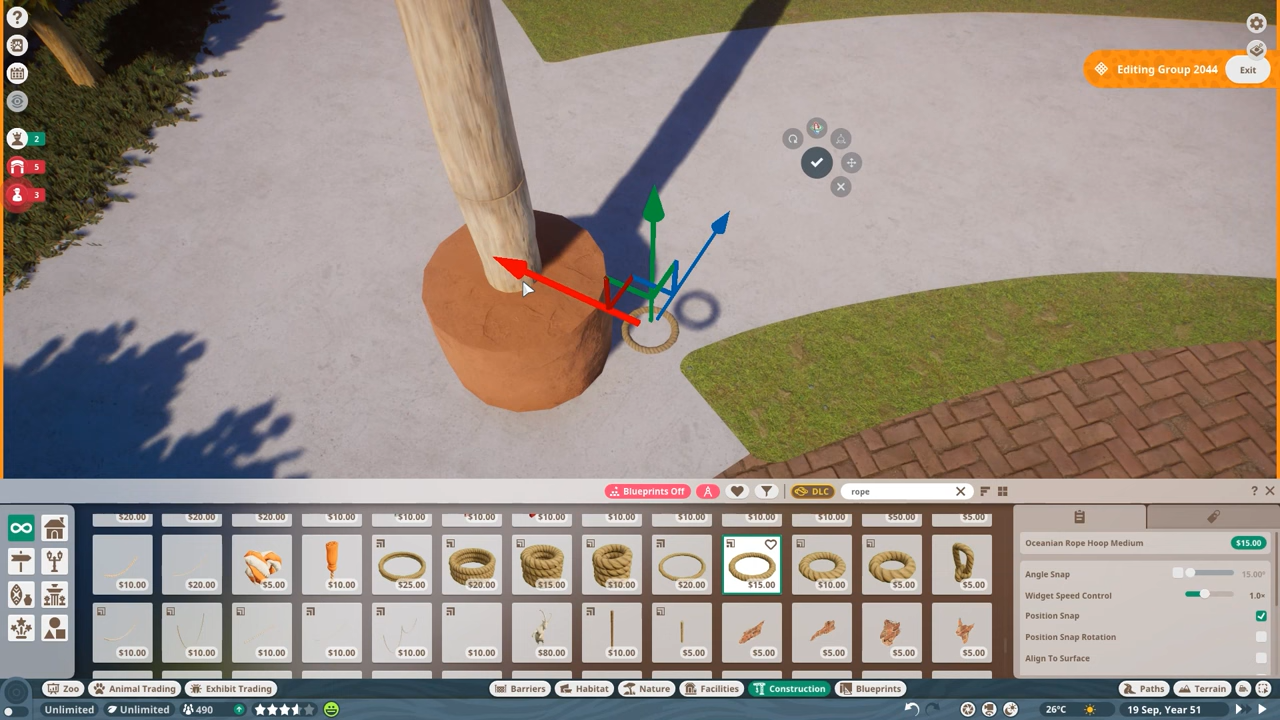 ?
Editing Group 2044
Exit
2
5
3
Blueprints Off
DLC
rope
?
$20.00 $20.00 $20.00 $10.00 $10.00 $10.00 $10.00 $10.00 $10.00 $10.00 $10.00 $10.00 $5.00
$10.00 $20.00 $5.00 $10.00 $25.00 $20.00 $15.00 $10.00 $20.00 $15.00 $10.00 $5.00 $5.00
$10.00 $10.00 $10.00 $10.00 $10.00 $10.00 $80.00 $10.00 $5.00 $5.00 $5.00 $5.00 $5.00
Oceanian Rope Hoop Medium $15.00
Angle Snap 15.00°
Widget Speed Control 1.0×
Position Snap
Position Snap Rotation
Align To Surface
Zoo Animal Trading Exhibit Trading Barriers Habitat Nature Facilities Construction Blueprints Paths Terrain
Unlimited Unlimited 490 26°C 19 Sep, Year 51